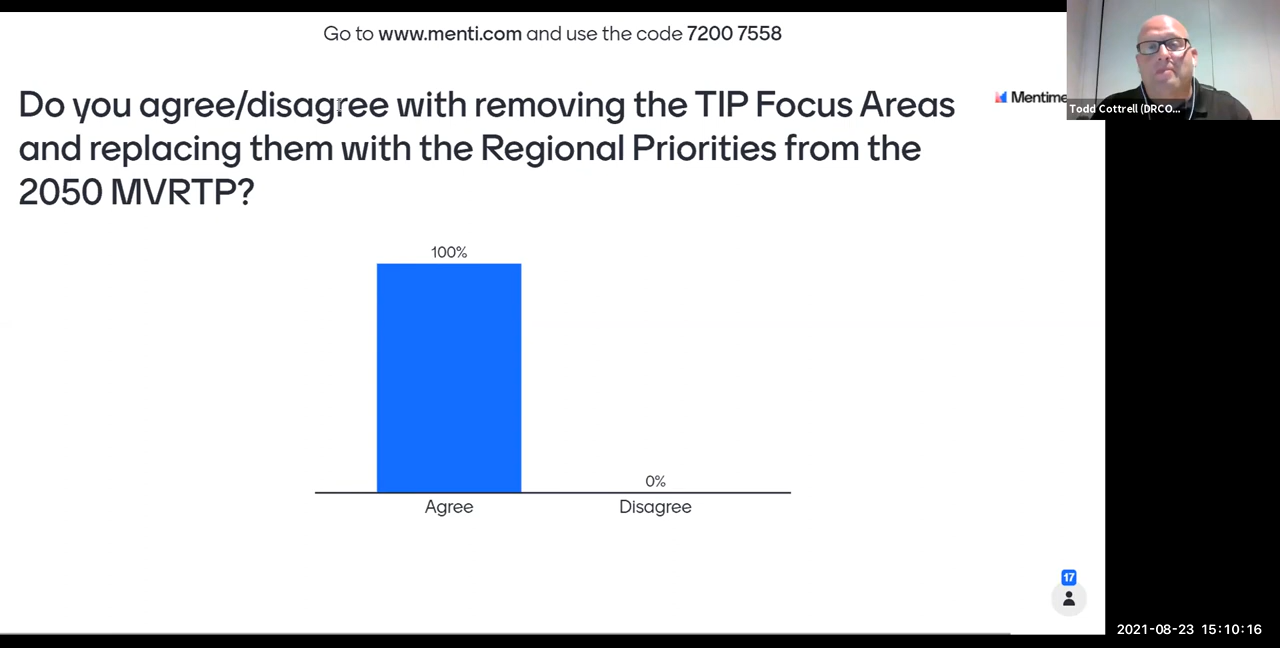 Go to www.menti.com and use the code 7200 7558
Do you agree/disagree with removing the TIP Focus Areas
and replacing them with the Regional Priorities from the
2050 MVRTP?
Mentime
Todd Cottrell (DRCO...
100%
0%
Agree
Disagree
17
2021-08-23 15:10:16